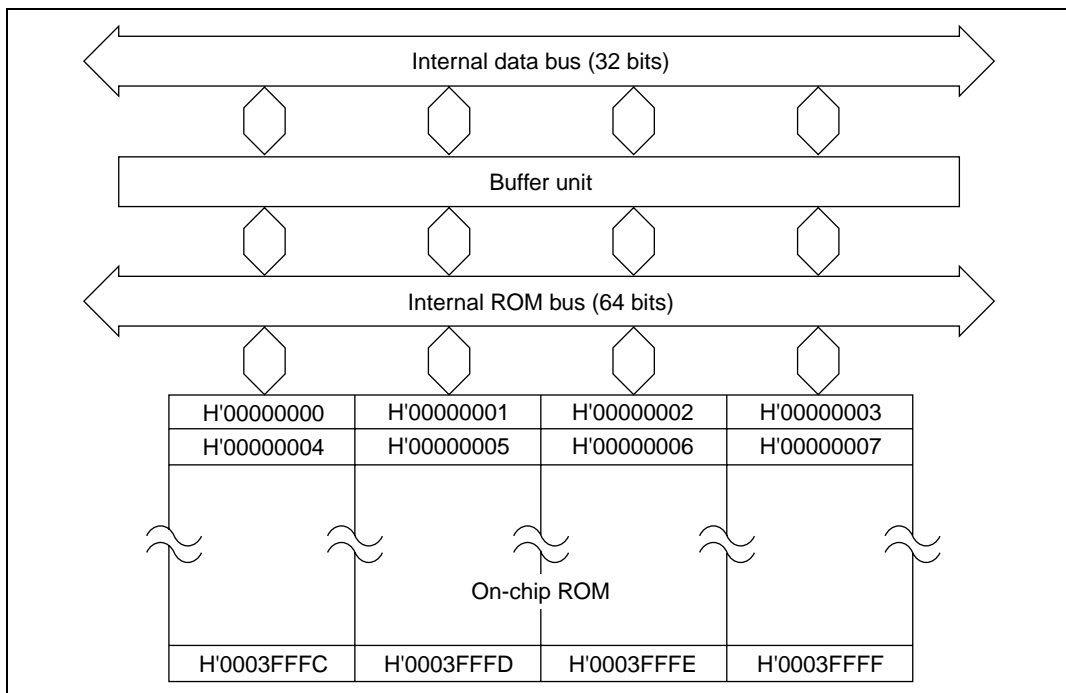 Internal data bus (32 bits)
Buffer unit
Internal ROM bus (64 bits)
H'00000000 H'00000001 H'00000002 H'00000003
H'00000004 H'00000005 H'00000006 H'00000007
On-chip ROM
H'0003FFFC H'0003FFFD H'0003FFFE H'0003FFFF